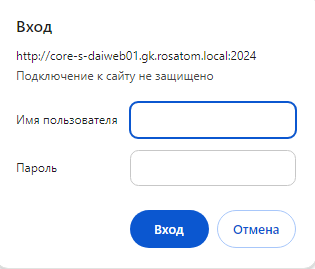 Вход
http://core-s-daiweb01.gk.rosatom.local:2024
Подключение к сайту не защищено
Имя пользователя
Пароль
Вход
Отмена